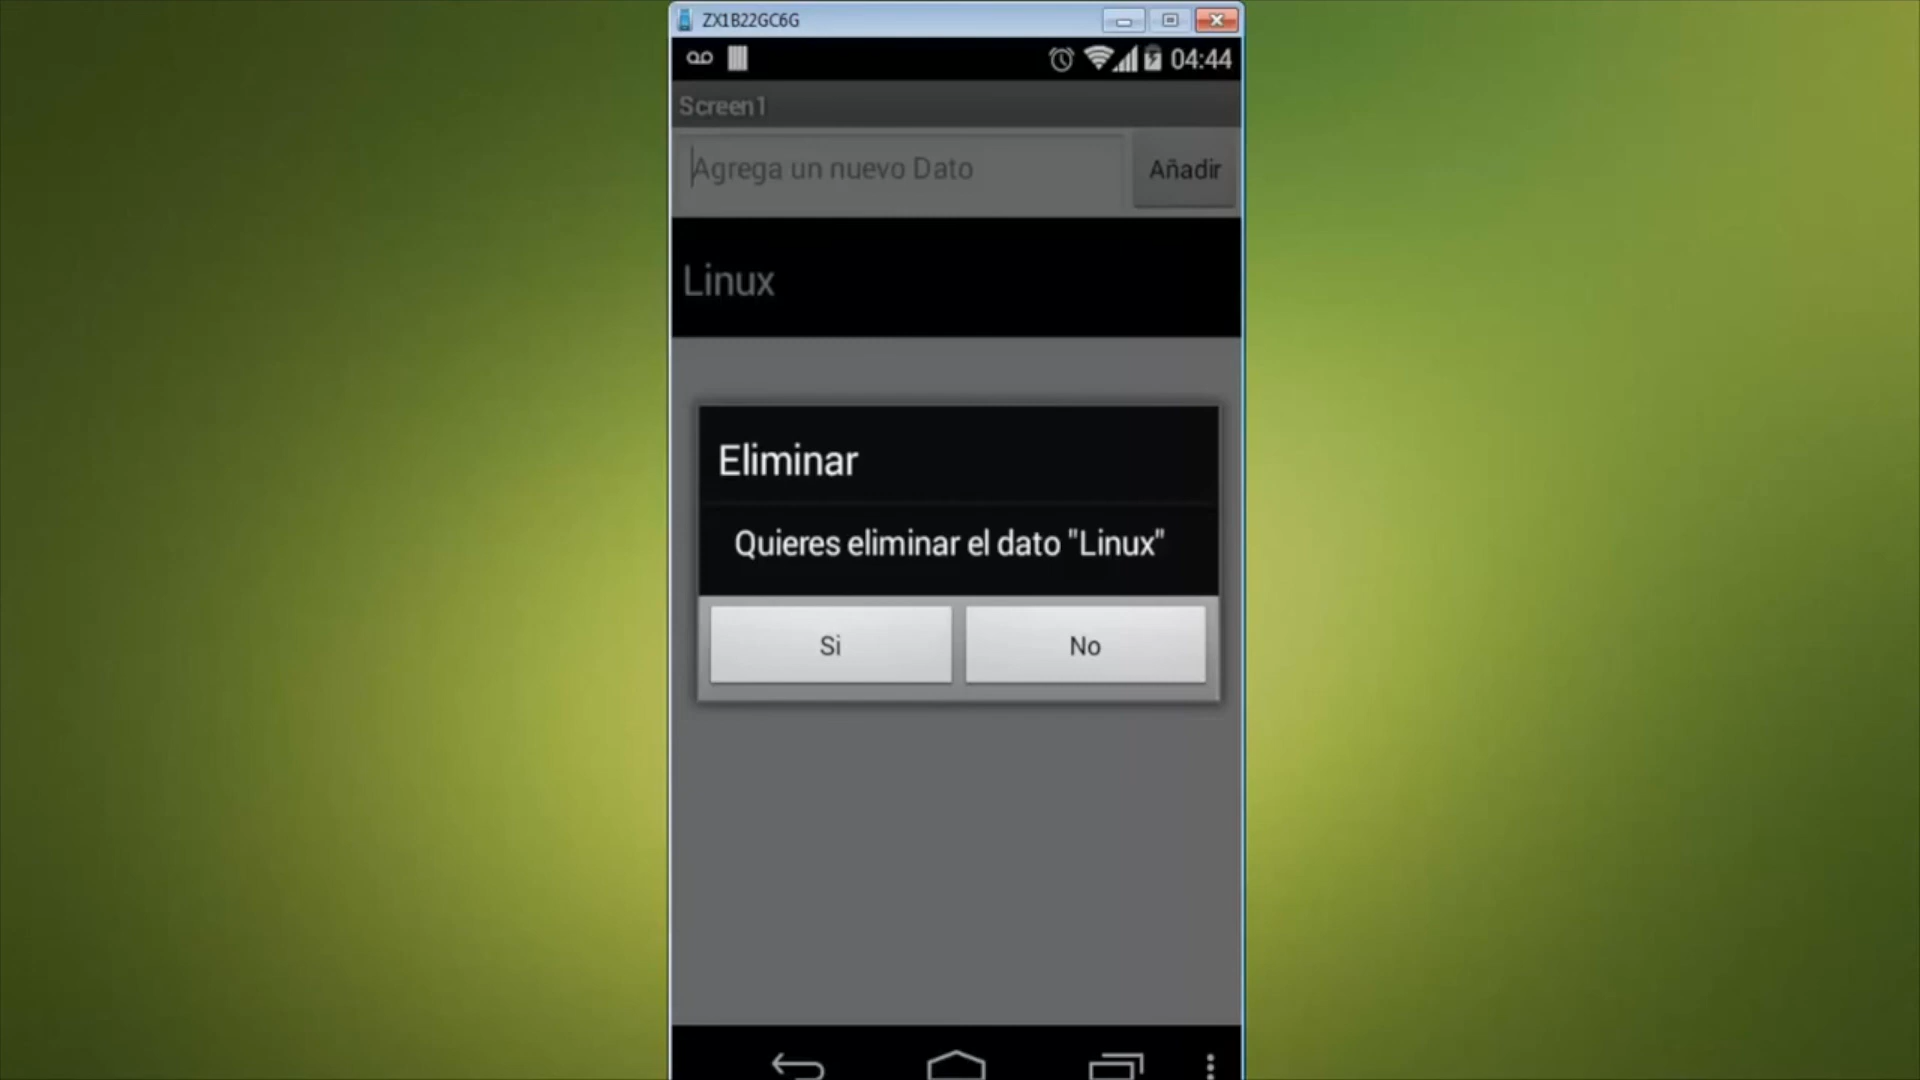 ZX1B22GC6G
04:44
Screen1
Agrega un nuevo Dato
Añadir
Linux
Eliminar
Quieres eliminar el dato "Linux"
Si
No